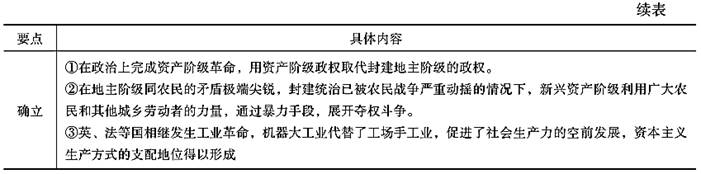 续表
要点 具体内容
确立 ①在政治上完成资产阶级革命，用资产阶级政权取代封建地主阶级的政权。
②在地主阶级同农民的矛盾极端尖锐，封建统治已被农民战争严重动摇的情况下，新兴资产阶级利用广大农
民和其他城乡劳动者的力量，通过暴力手段，展开夺权斗争。
③英、法等国相继发生工业革命，机器大工业代替了工场手工业，促进了社会生产力的空前发展，资本主义
生产方式的支配地位得以形成